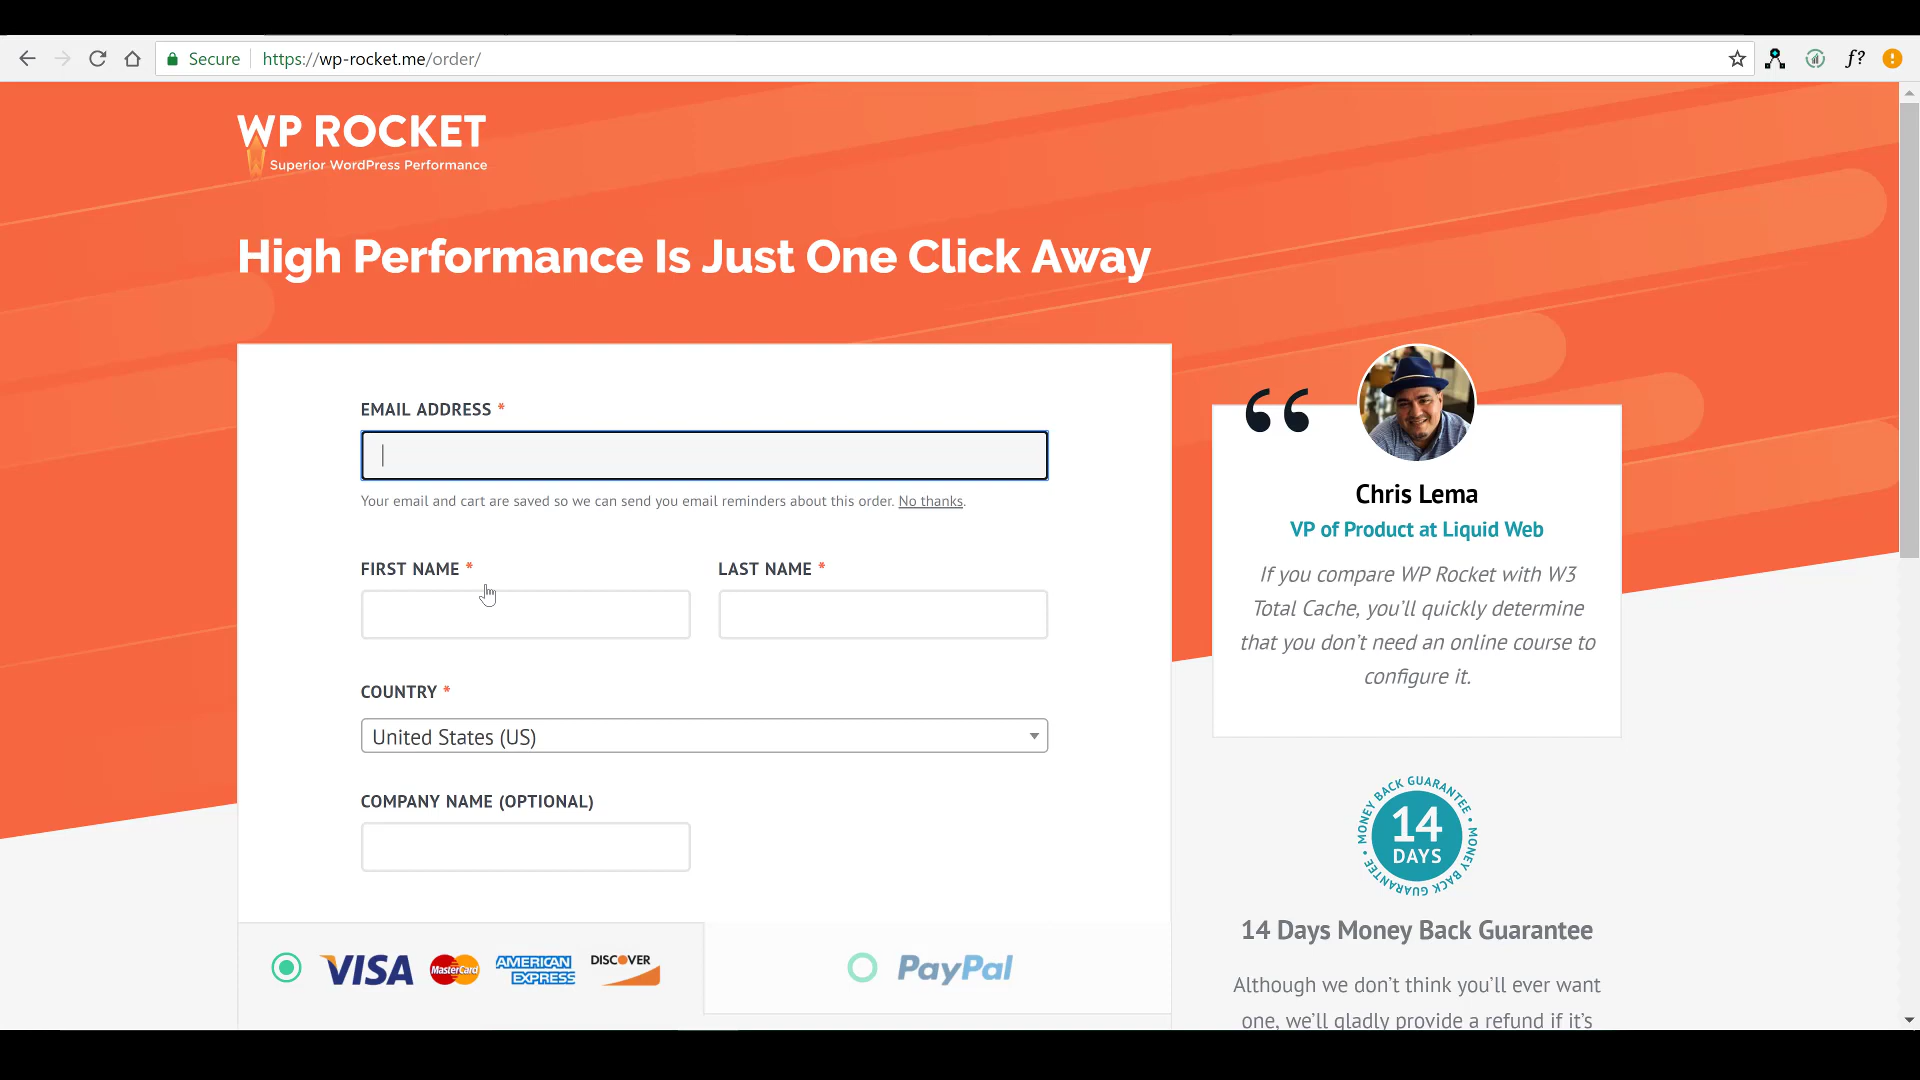 Secure https://wp-rocket.me/order/
f?
WP ROCKET
Superior WordPress Performance
High Performance Is Just One Click Away
EMAIL ADDRESS *
Your email and cart are saved so we can send you email reminders about this order. No thanks.
FIRST NAME * LAST NAME *
COUNTRY *
United States (US)
COMPANY NAME (OPTIONAL)
VISA MasterCard AMERICAN EXPRESS DISCOVER
PayPal
“
Chris Lema
VP of Product at Liquid Web
If you compare WP Rocket with W3
Total Cache, you’ll quickly determine
that you don’t need an online course to
configure it.
MONEY BACK GUARANTEE • MONEY BACK GUARANTEE •
14
DAYS
14 Days Money Back Guarantee
Although we don’t think you’ll ever want
one, we’ll gladly provide a refund if it’s